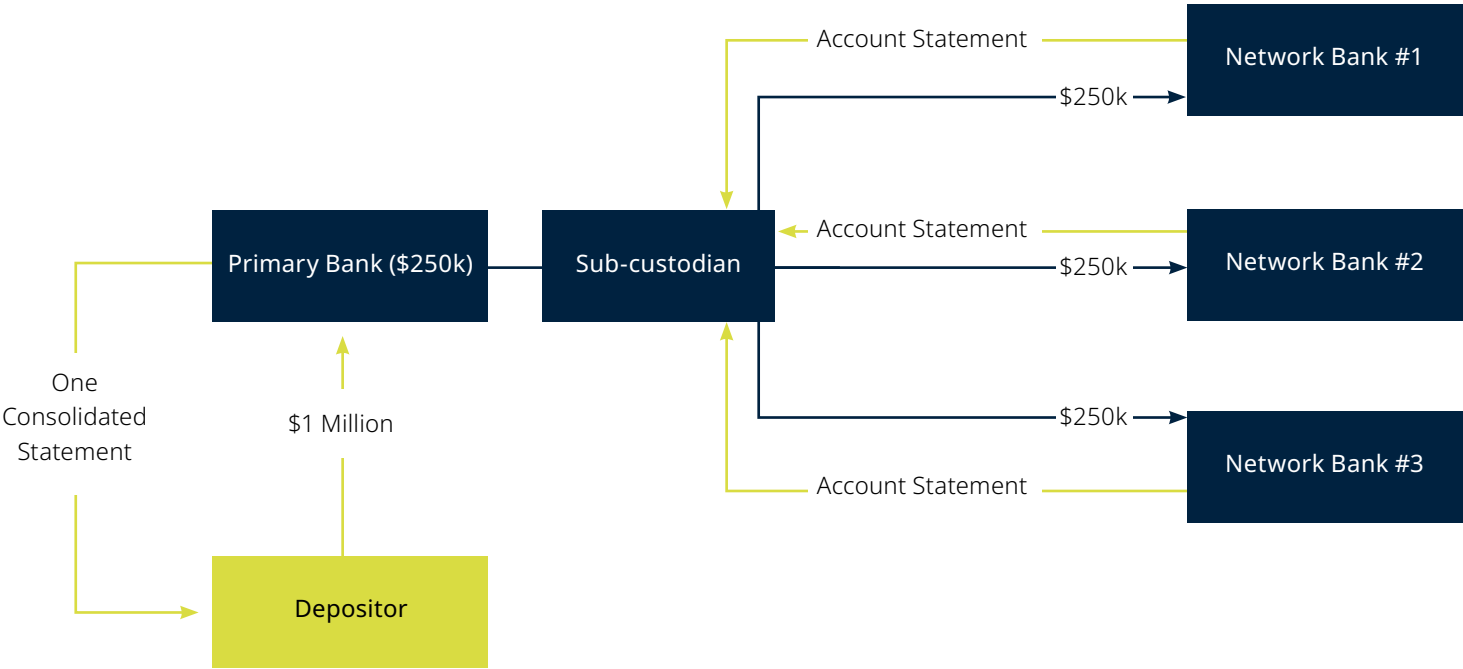 Account Statement
Network Bank #1
$250k
Primary Bank ($250k)
Sub-custodian
Account Statement
$250k
Network Bank #2
One
Consolidated
Statement
$1 Million
$250k
Account Statement
Network Bank #3
Depositor